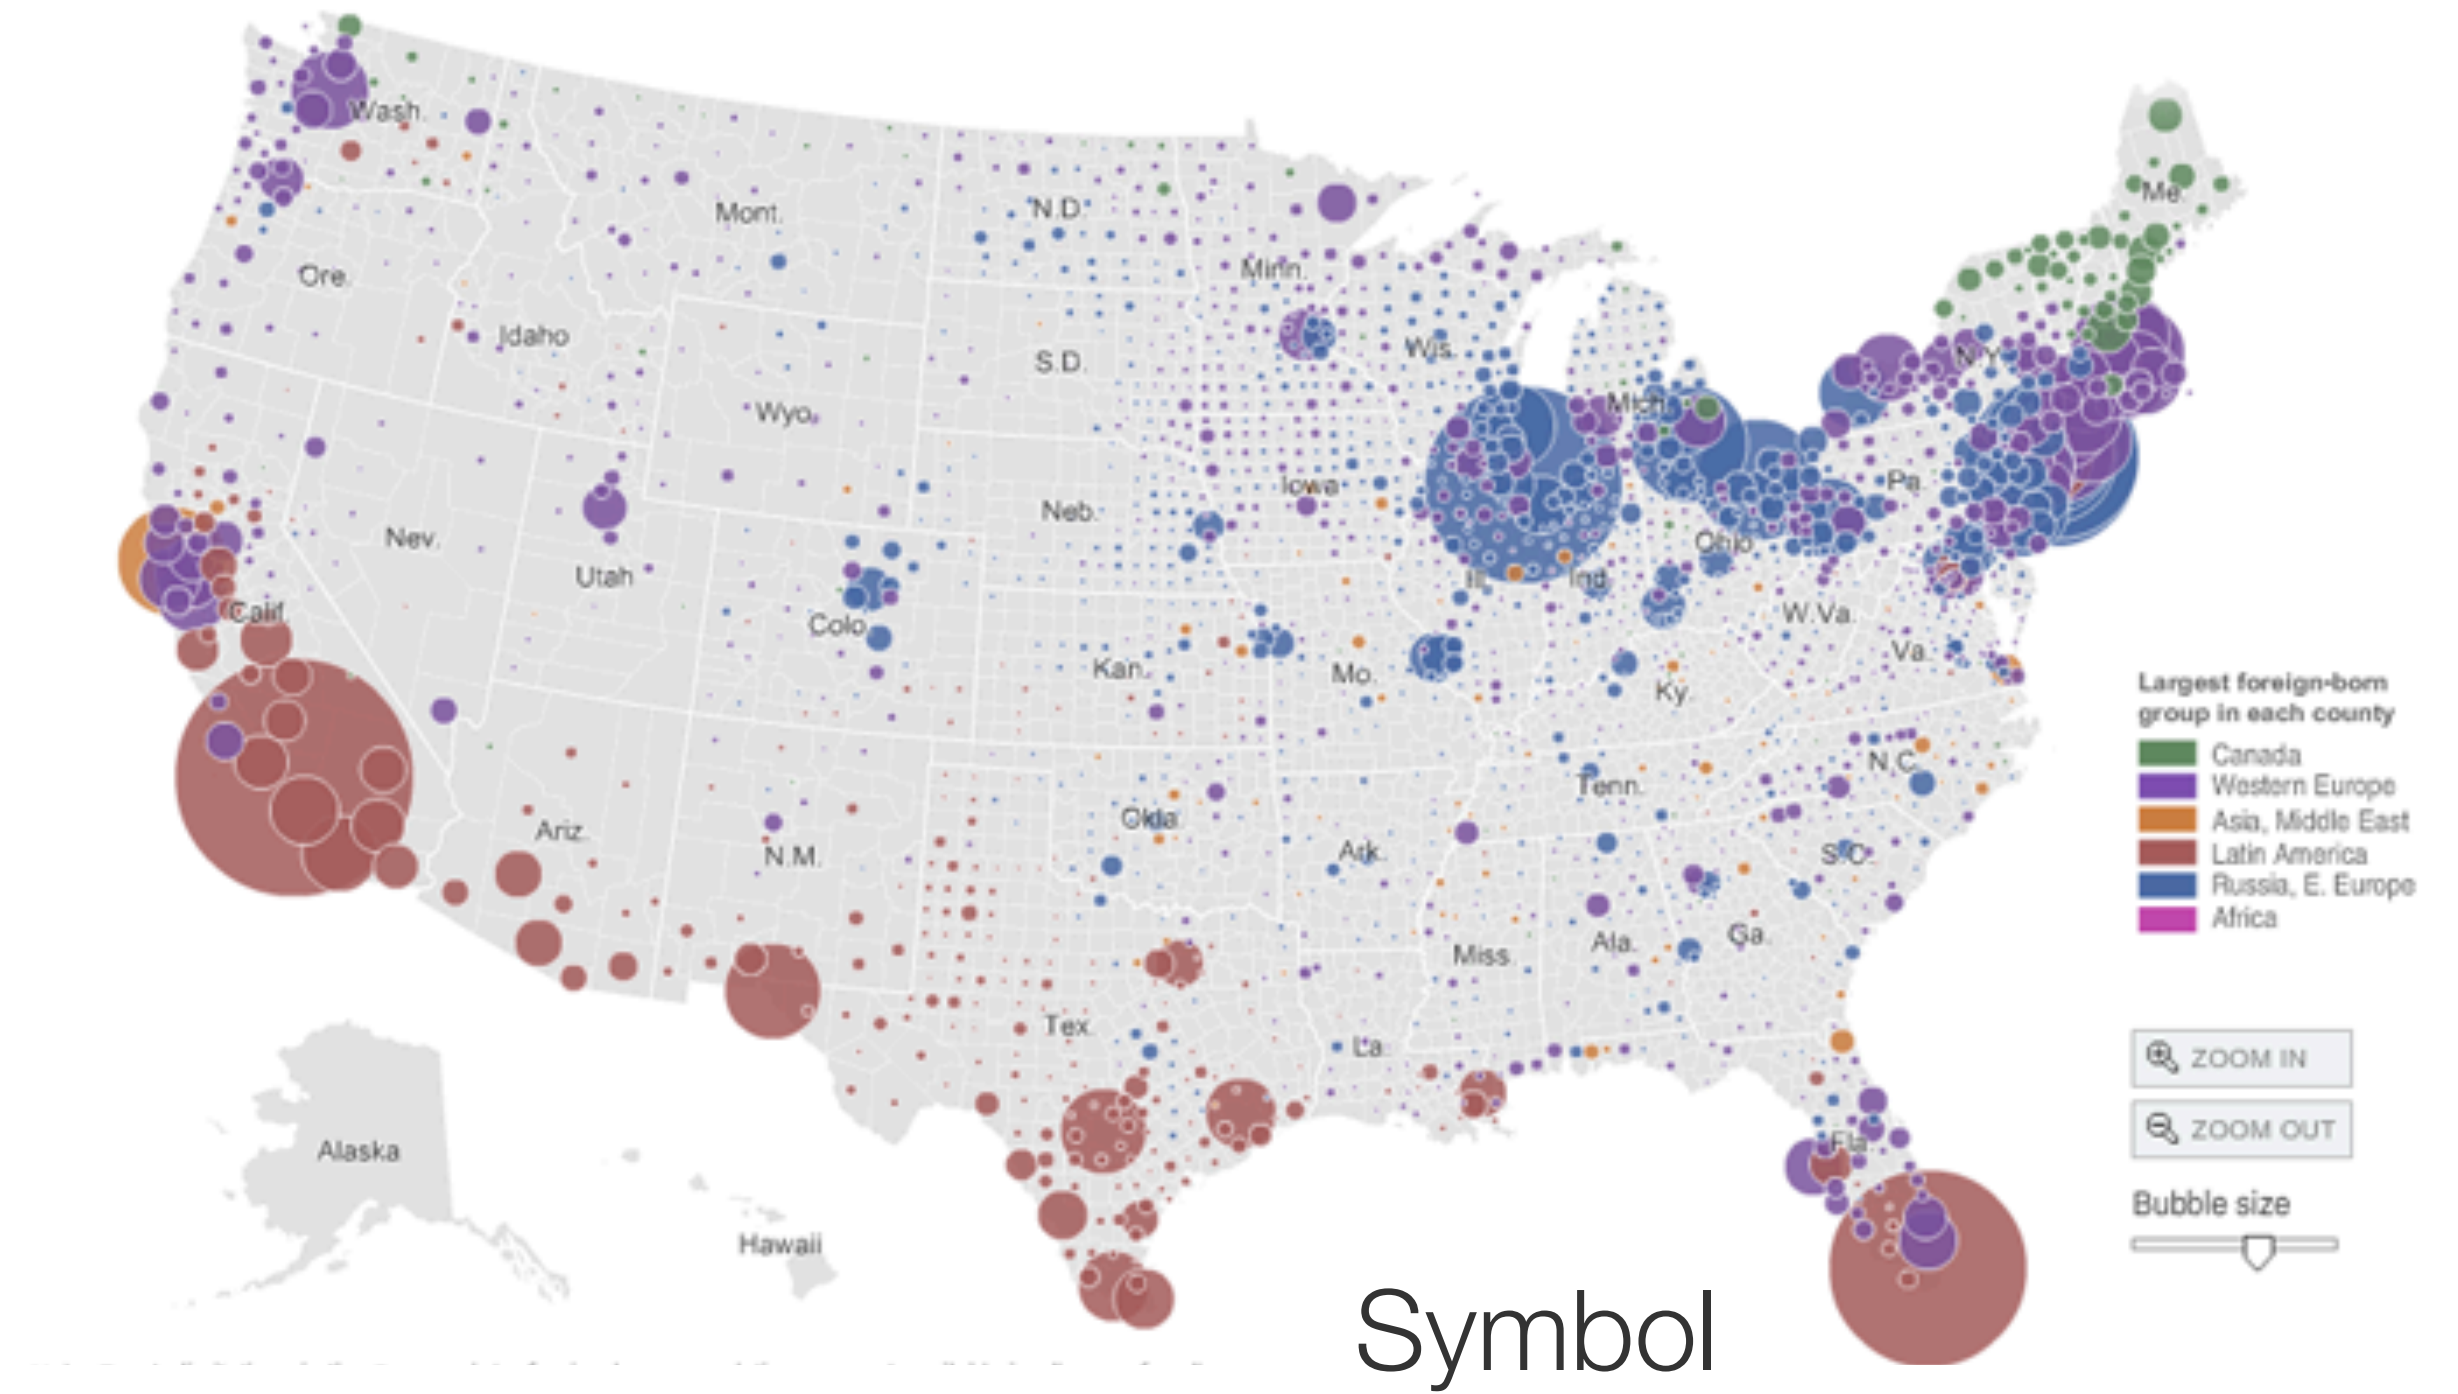 Wash.
Me.
Mont.
N.D.
Minn.
Ore.
Idaho
S.D.
Wis.
N.Y.
Wyo.
Mich.
Iowa
Pa.
Neb.
Nev.
Ohio
Utah
Ill.
Ind.
Calif.
Colo.
W.Va.
Kan.
Mo.
Va.
Ky.
Largest foreign-born
group in each county
Canada
Western Europe
Asia, Middle East
Latin America
Russia, E. Europe
Africa
N.C.
Tenn.
Okla.
Ariz.
N.M.
Ark.
S.C.
Miss.
Ala.
Ga.
Tex.
La.
ZOOM IN
ZOOM OUT
Alaska
Fla.
Bubble size
Hawaii
Symbol